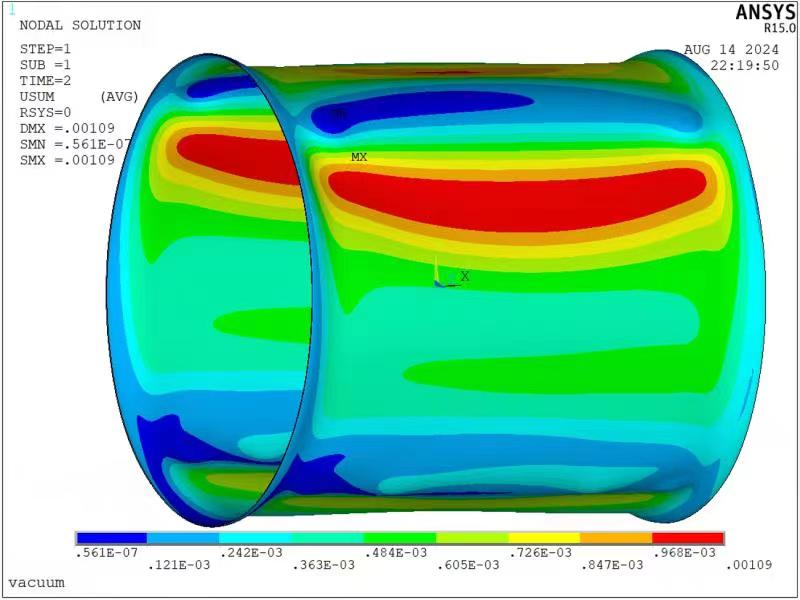 1
ANSYS
R15.0
NODAL SOLUTION
AUG 14 2024
22:19:50
STEP=1
SUB =1
TIME=2
USUM (AVG)
RSYS=0
DMX =.00109
SMN =.561E-07
SMX =.00109
MX
X
.561E-07 .242E-03 .484E-03 .726E-03 .968E-03
.121E-03 .363E-03 .605E-03 .847E-03 .00109
vacuum